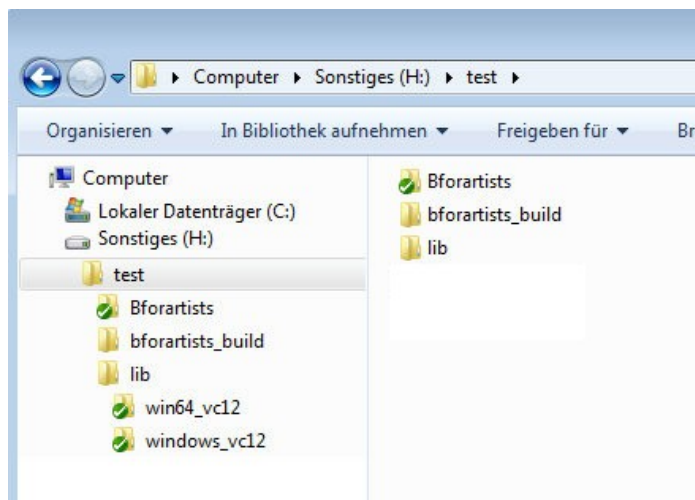 Computer Sonstiges (H:) test
Organisieren In Bibliothek aufnehmen Freigeben für Br
Computer
Lokaler Datenträger (C:)
Sonstiges (H:)
test
Bforartists
bforartists_build
lib
win64_vc12
windows_vc12
Bforartists
bforartists_build
lib